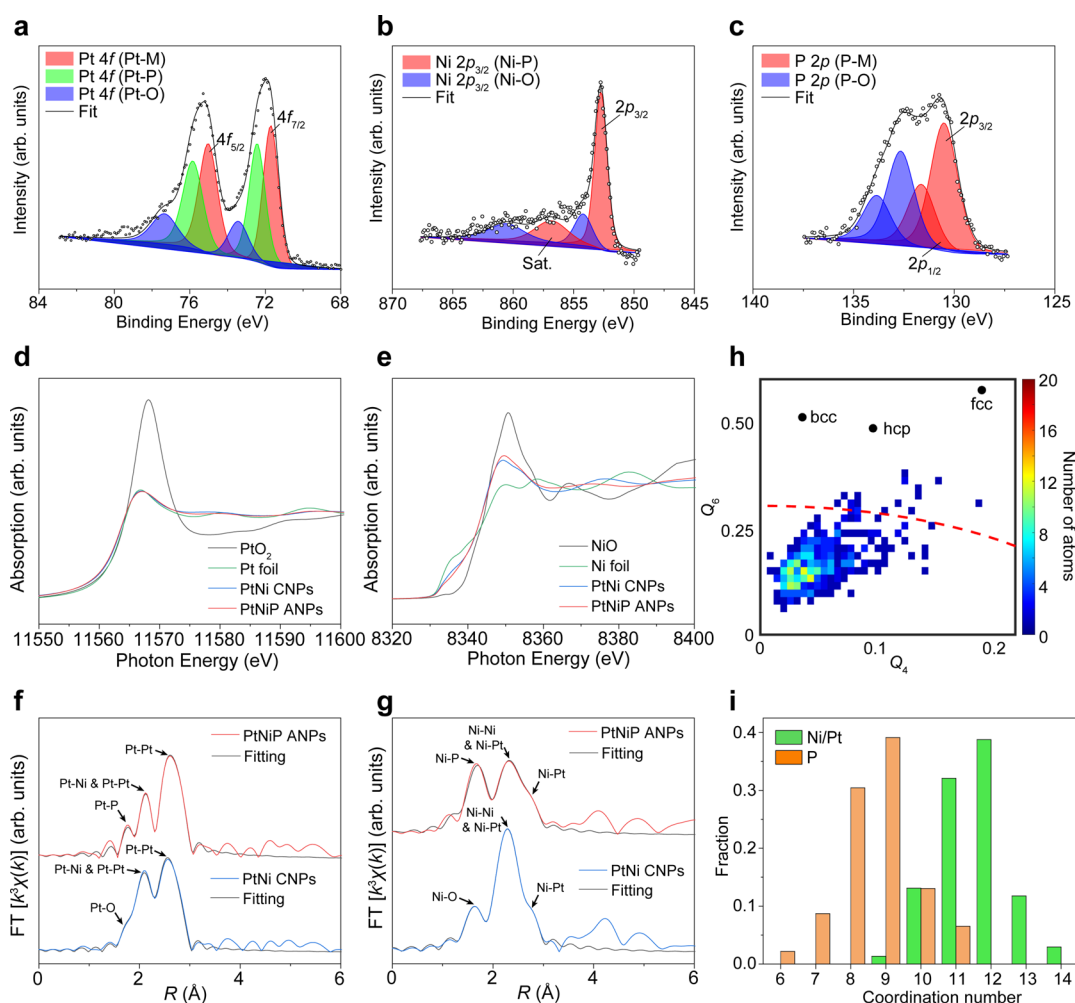 a
Pt 4f (Pt-M)
Pt 4f (Pt-P)
Pt 4f (Pt-O)
Fit
4f5/2
4f7/2
Intensity (arb. units)
84 80 76 72 68
Binding Energy (eV)
b
Ni 2p3/2 (Ni-P)
Ni 2p3/2 (Ni-O)
Fit
2p3/2
Sat.
Intensity (arb. units)
870 865 860 855 850 845
Binding Energy (eV)
c
P 2p (P-M)
P 2p (P-O)
Fit
2p3/2
2p1/2
Intensity (arb. units)
140 135 130 125
Binding Energy (eV)
d
Absorption (arb. units)
PtO2
Pt foil
PtNi CNPs
PtNiP ANPs
11550 11560 11570 11580 11590 11600
Photon Energy (eV)
e
Absorption (arb. units)
NiO
Ni foil
PtNi CNPs
PtNiP ANPs
8320 8340 8360 8380 8400
Photon Energy (eV)
h
bcc
hcp
fcc
0.50
0.25
0
Q6
0 0.1 0.2
Q4
20
16
12
8
4
0
Number of atoms
f
PtNiP ANPs
Fitting
Pt-Pt
Pt-Ni & Pt-Pt
Pt-P
Pt-Pt
Pt-Ni & Pt-Pt
Pt-O
PtNi CNPs
Fitting
FT [k³χ(k)] (arb. units)
0 2 4 6
R (Å)
g
Ni-Ni
& Ni-Pt
Ni-P
Ni-Pt
PtNiP ANPs
Fitting
Ni-Ni
& Ni-Pt
Ni-O
Ni-Pt
PtNi CNPs
Fitting
FT [k³χ(k)] (arb. units)
0 2 4 6
R (Å)
i
Ni/Pt
P
0.4
0.3
0.2
0.1
0.0
Fraction
6 7 8 9 10 11 12 13 14
Coordination number